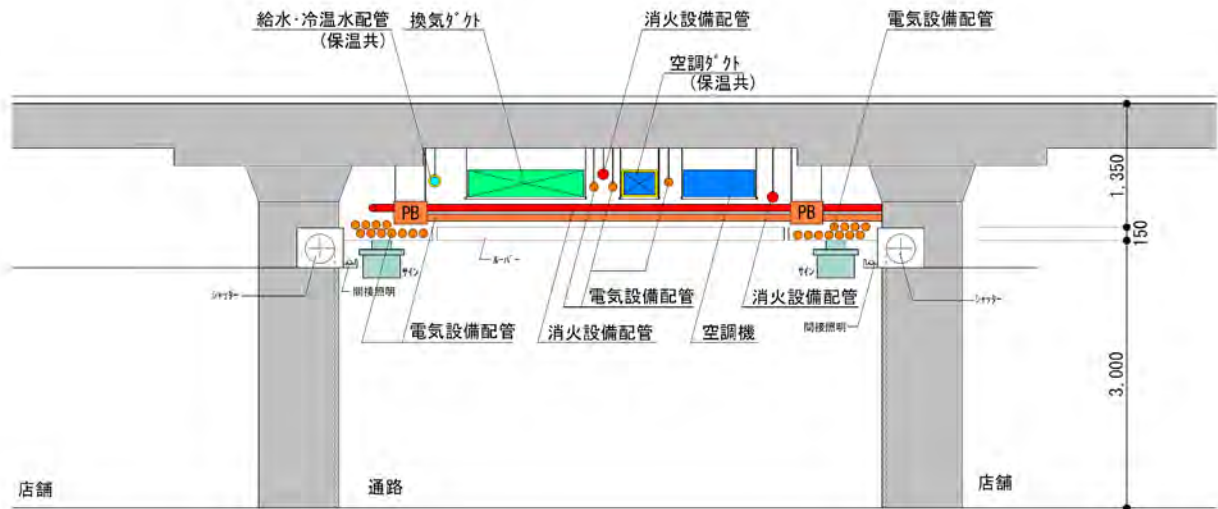 給水・冷温水配管
(保温共)
換気ダクト
消火設備配管
空調ダクト
(保温共)
電気設備配管
1,350
150
3,000
PB
PB
ルーバー
サイン
サイン
シャッター
間接照明
電気設備配管
消火設備配管
電気設備配管
空調機
消火設備配管
間接照明
シャッター
店舗
通路
店舗